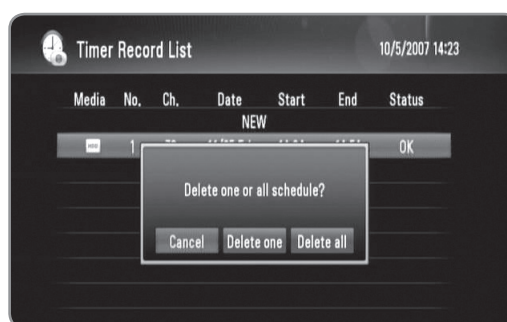 Timer Record List 10/5/2007 14:23
Media No. Ch. Date Start End Status
NEW
1 OK
Delete one or all schedule?
Cancel Delete one Delete all